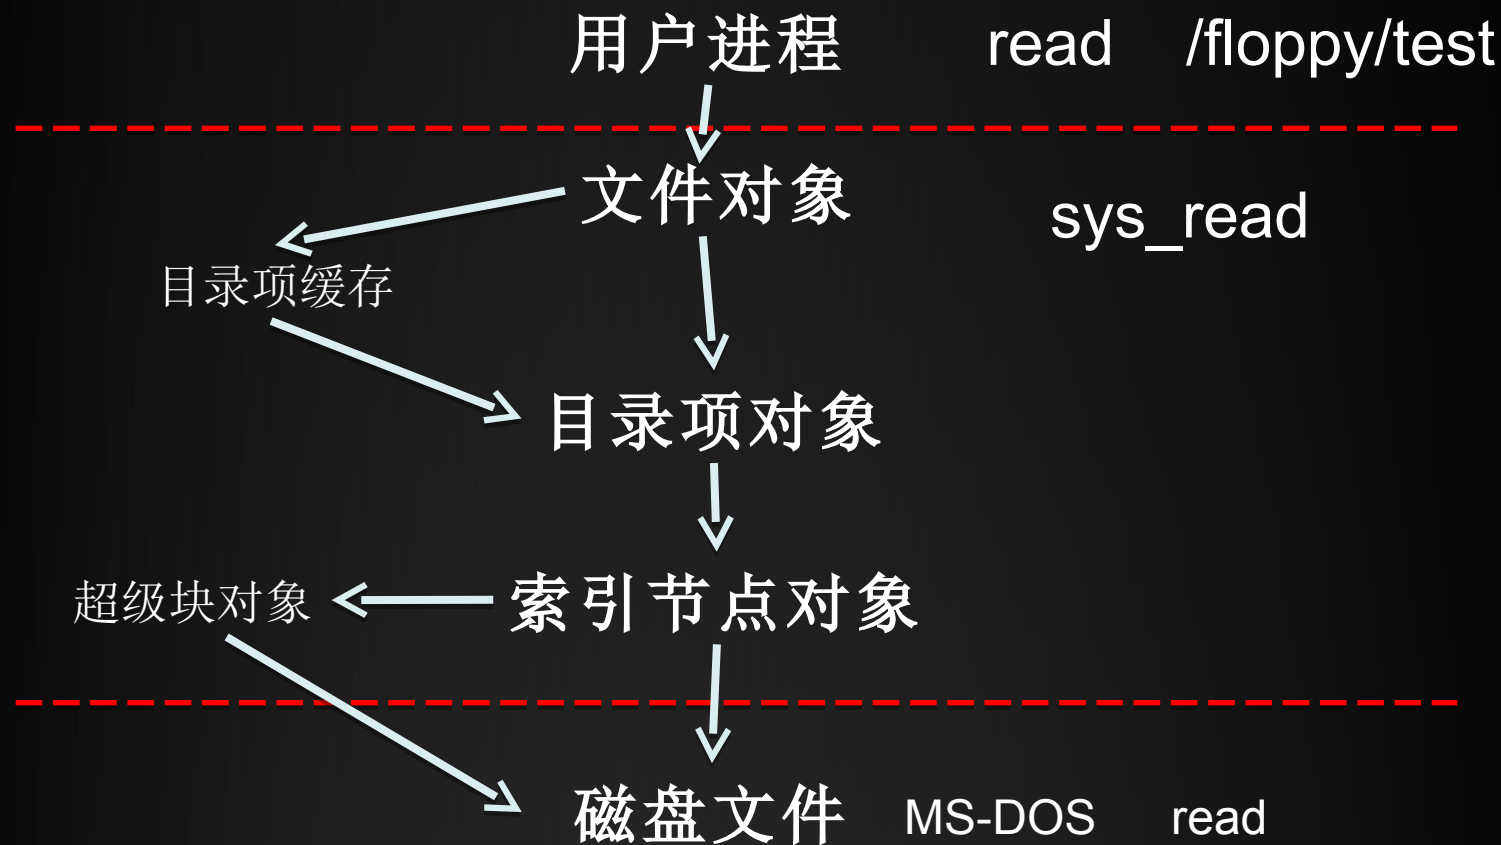 用户进程 read /floppy/test
文件对象 sys_read
目录项缓存
目录项对象
超级块对象 索引节点对象
磁盘文件 MS-DOS read